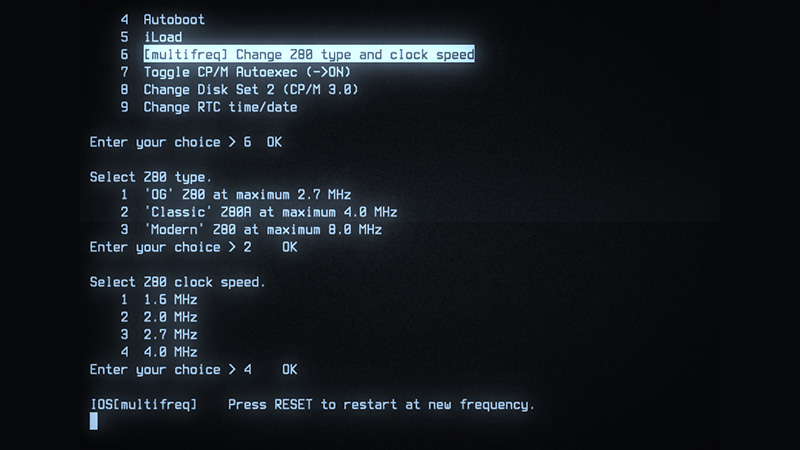 4 Autoboot
5 iLoad
6 [multifreq] Change Z80 type and clock speed
7 Toggle CP/M Autoexec (->ON)
8 Change Disk Set 2 (CP/M 3.0)
9 Change RTC time/date
Enter your choice > 6 OK
Select Z80 type.
1 'OG' Z80 at maximum 2.7 MHz
2 'Classic' Z80A at maximum 4.0 MHz
3 'Modern' Z80 at maximum 8.0 MHz
Enter your choice > 2 OK
Select Z80 clock speed.
1 1.6 MHz
2 2.0 MHz
3 2.7 MHz
4 4.0 MHz
Enter your choice > 4 OK
IOS[multifreq] Press RESET to restart at new frequency.